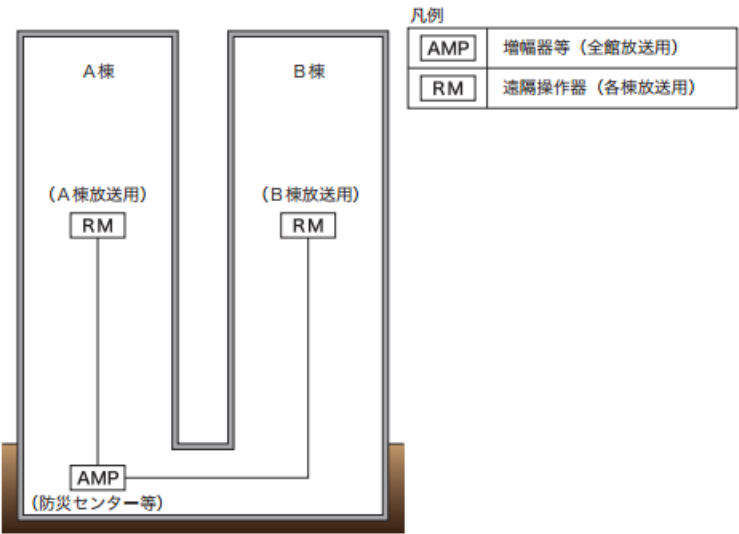 凡例
AMP 増幅器等（全館放送用）
RM 遠隔操作器（各棟放送用）
A棟
B棟
（A棟放送用）
RM
（B棟放送用）
RM
AMP
（防災センター等）